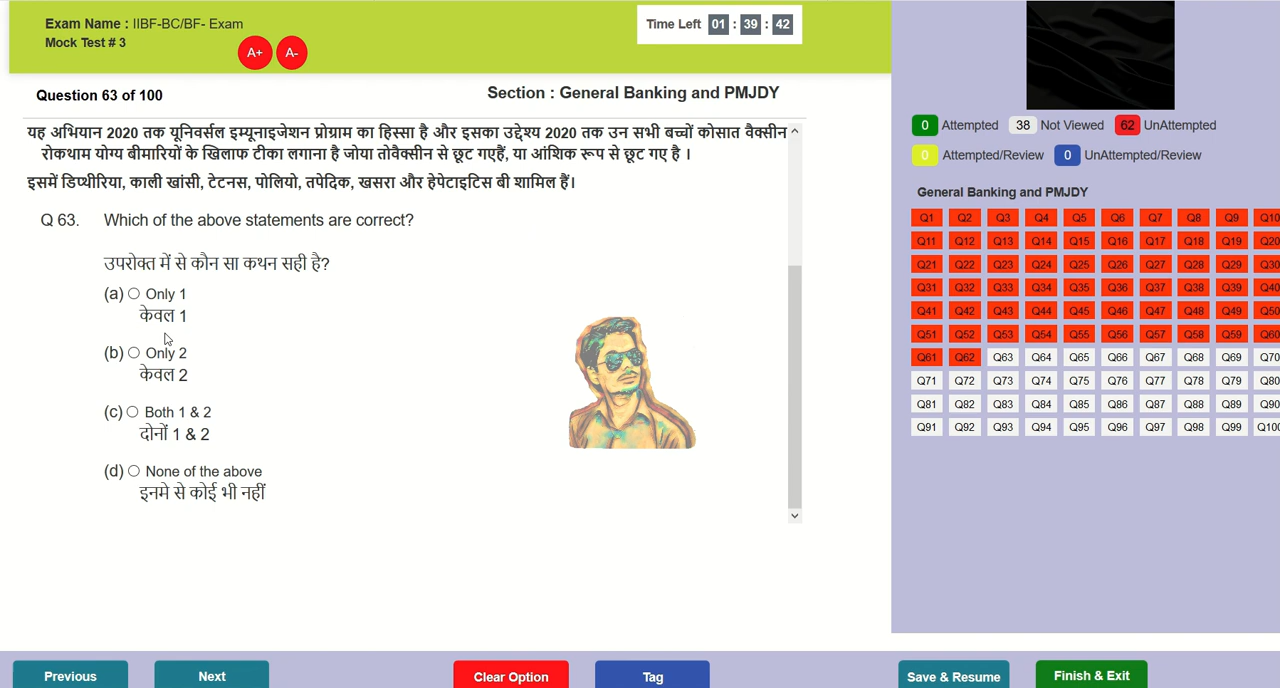 Exam Name : IIBF-BC/BF- Exam
Mock Test # 3
A+ A-
Time Left 01 : 39 : 42
Question 63 of 100
Section : General Banking and PMJDY
यह अभियान 2020 तक यूनिवर्सल इम्यूनाइजेशन प्रोग्राम का हिस्सा है और इसका उद्देश्य 2020 तक उन सभी बच्चों कोसात वैक्सीन
रोकथाम योग्य बीमारियों के खिलाफ टीका लगाना है जोया तोवैक्सीन से छूट गएहैं, या आंशिक रूप से छूट गए है ।
इसमें डिप्थीरिया, काली खांसी, टेटनस, पोलियो, तपेदिक, खसरा और हेपेटाइटिस बी शामिल हैं।
Q 63. Which of the above statements are correct?
उपरोक्त में से कौन सा कथन सही है?
(a) Only 1
केवल 1
(b) Only 2
केवल 2
(c) Both 1 & 2
दोनों 1 & 2
(d) None of the above
इनमे से कोई भी नहीं
0 Attempted 38 Not Viewed 62 UnAttempted
0 Attempted/Review 0 UnAttempted/Review
General Banking and PMJDY
Q1 Q2 Q3 Q4 Q5 Q6 Q7 Q8 Q9 Q10
Q11 Q12 Q13 Q14 Q15 Q16 Q17 Q18 Q19 Q20
Q21 Q22 Q23 Q24 Q25 Q26 Q27 Q28 Q29 Q30
Q31 Q32 Q33 Q34 Q35 Q36 Q37 Q38 Q39 Q40
Q41 Q42 Q43 Q44 Q45 Q46 Q47 Q48 Q49 Q50
Q51 Q52 Q53 Q54 Q55 Q56 Q57 Q58 Q59 Q60
Q61 Q62 Q63 Q64 Q65 Q66 Q67 Q68 Q69 Q70
Q71 Q72 Q73 Q74 Q75 Q76 Q77 Q78 Q79 Q80
Q81 Q82 Q83 Q84 Q85 Q86 Q87 Q88 Q89 Q90
Q91 Q92 Q93 Q94 Q95 Q96 Q97 Q98 Q99 Q100
Previous Next Clear Option Tag Save & Resume Finish & Exit